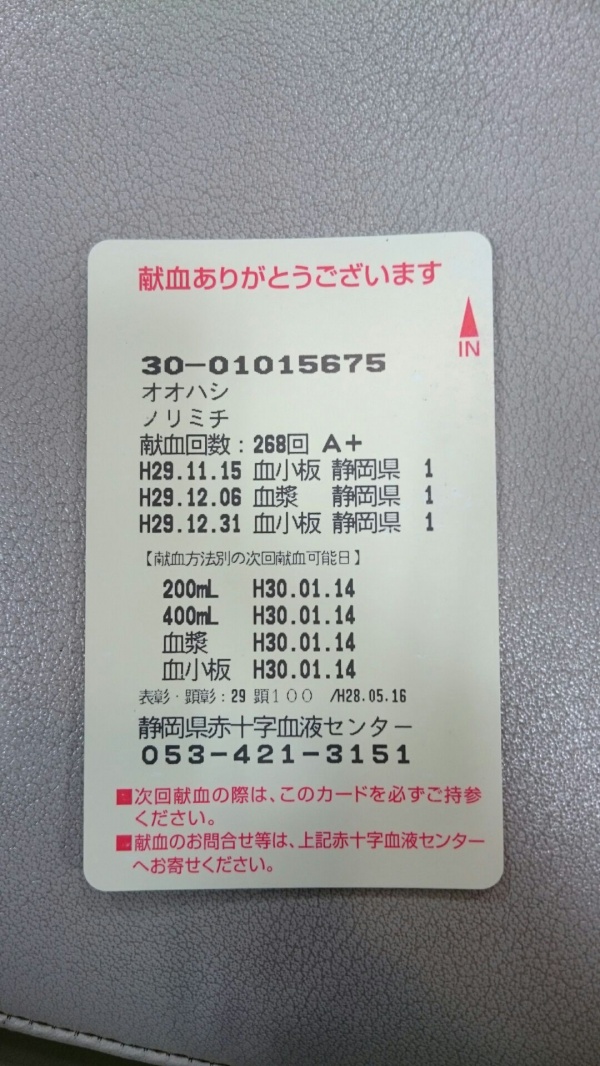 献血ありがとうございます
IN
30-01015675
オオハシ
ノリミチ
献血回数：268回 A+
H29.11.15 血小板 静岡県 1
H29.12.06 血漿 静岡県 1
H29.12.31 血小板 静岡県 1
【献血方法別の次回献血可能日】
200mL H30.01.14
400mL H30.01.14
血漿 H30.01.14
血小板 H30.01.14
表彰・顕彰：29 顕100 /H28.05.16
静岡県赤十字血液センター
053-421-3151
■次回献血の際は、このカードを必ずご持参
ください。
■献血のお問合せ等は、上記赤十字血液センター
へお寄せください。